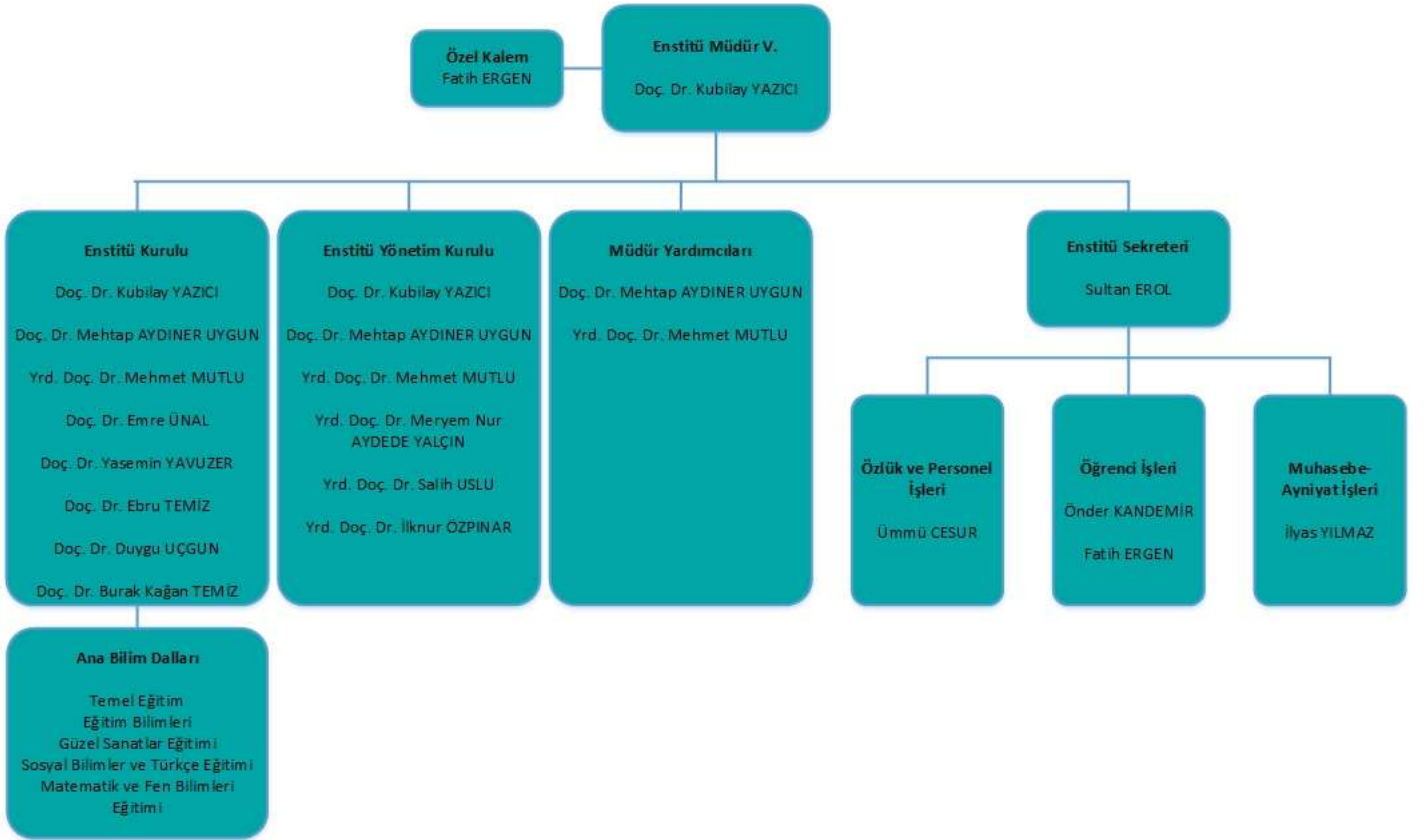 Özel Kalem
Fatih ERGEN
Enstitü Müdür V.
Doç. Dr. Kubilay YAZICI
Enstitü Kurulu
Doç. Dr. Kubilay YAZICI
Doç. Dr. Mehtap AYDINER UYGUN
Yrd. Doç. Dr. Mehmet MUTLU
Doç. Dr. Emre ÜNAL
Doç. Dr. Yasemin YAVUZER
Doç. Dr. Ebru TEMİZ
Doç. Dr. Duygu UÇGUN
Doç. Dr. Burak Kağan TEMİZ
Enstitü Yönetim Kurulu
Doç. Dr. Kubilay YAZICI
Doç. Dr. Mehtap AYDINER UYGUN
Yrd. Doç. Dr. Mehmet MUTLU
Yrd. Doç. Dr. Meryem Nur
AYDEDE YALÇIN
Yrd. Doç. Dr. Salih USLU
Yrd. Doç. Dr. İlknur ÖZPINAR
Müdür Yardımcıları
Doç. Dr. Mehtap AYDINER UYGUN
Yrd. Doç. Dr. Mehmet MUTLU
Enstitü Sekreteri
Sultan EROL
Özlük ve Personel
İşleri
Ümmü CESUR
Öğrenci İşleri
Önder KANDEMİR
Fatih ERGEN
Muhasebe-
Ayniyat İşleri
İlyas YILMAZ
Ana Bilim Dalları
Temel Eğitim
Eğitim Bilimleri
Güzel Sanatlar Eğitimi
Sosyal Bilimler ve Türkçe Eğitimi
Matematik ve Fen Bilimleri
Eğitimi